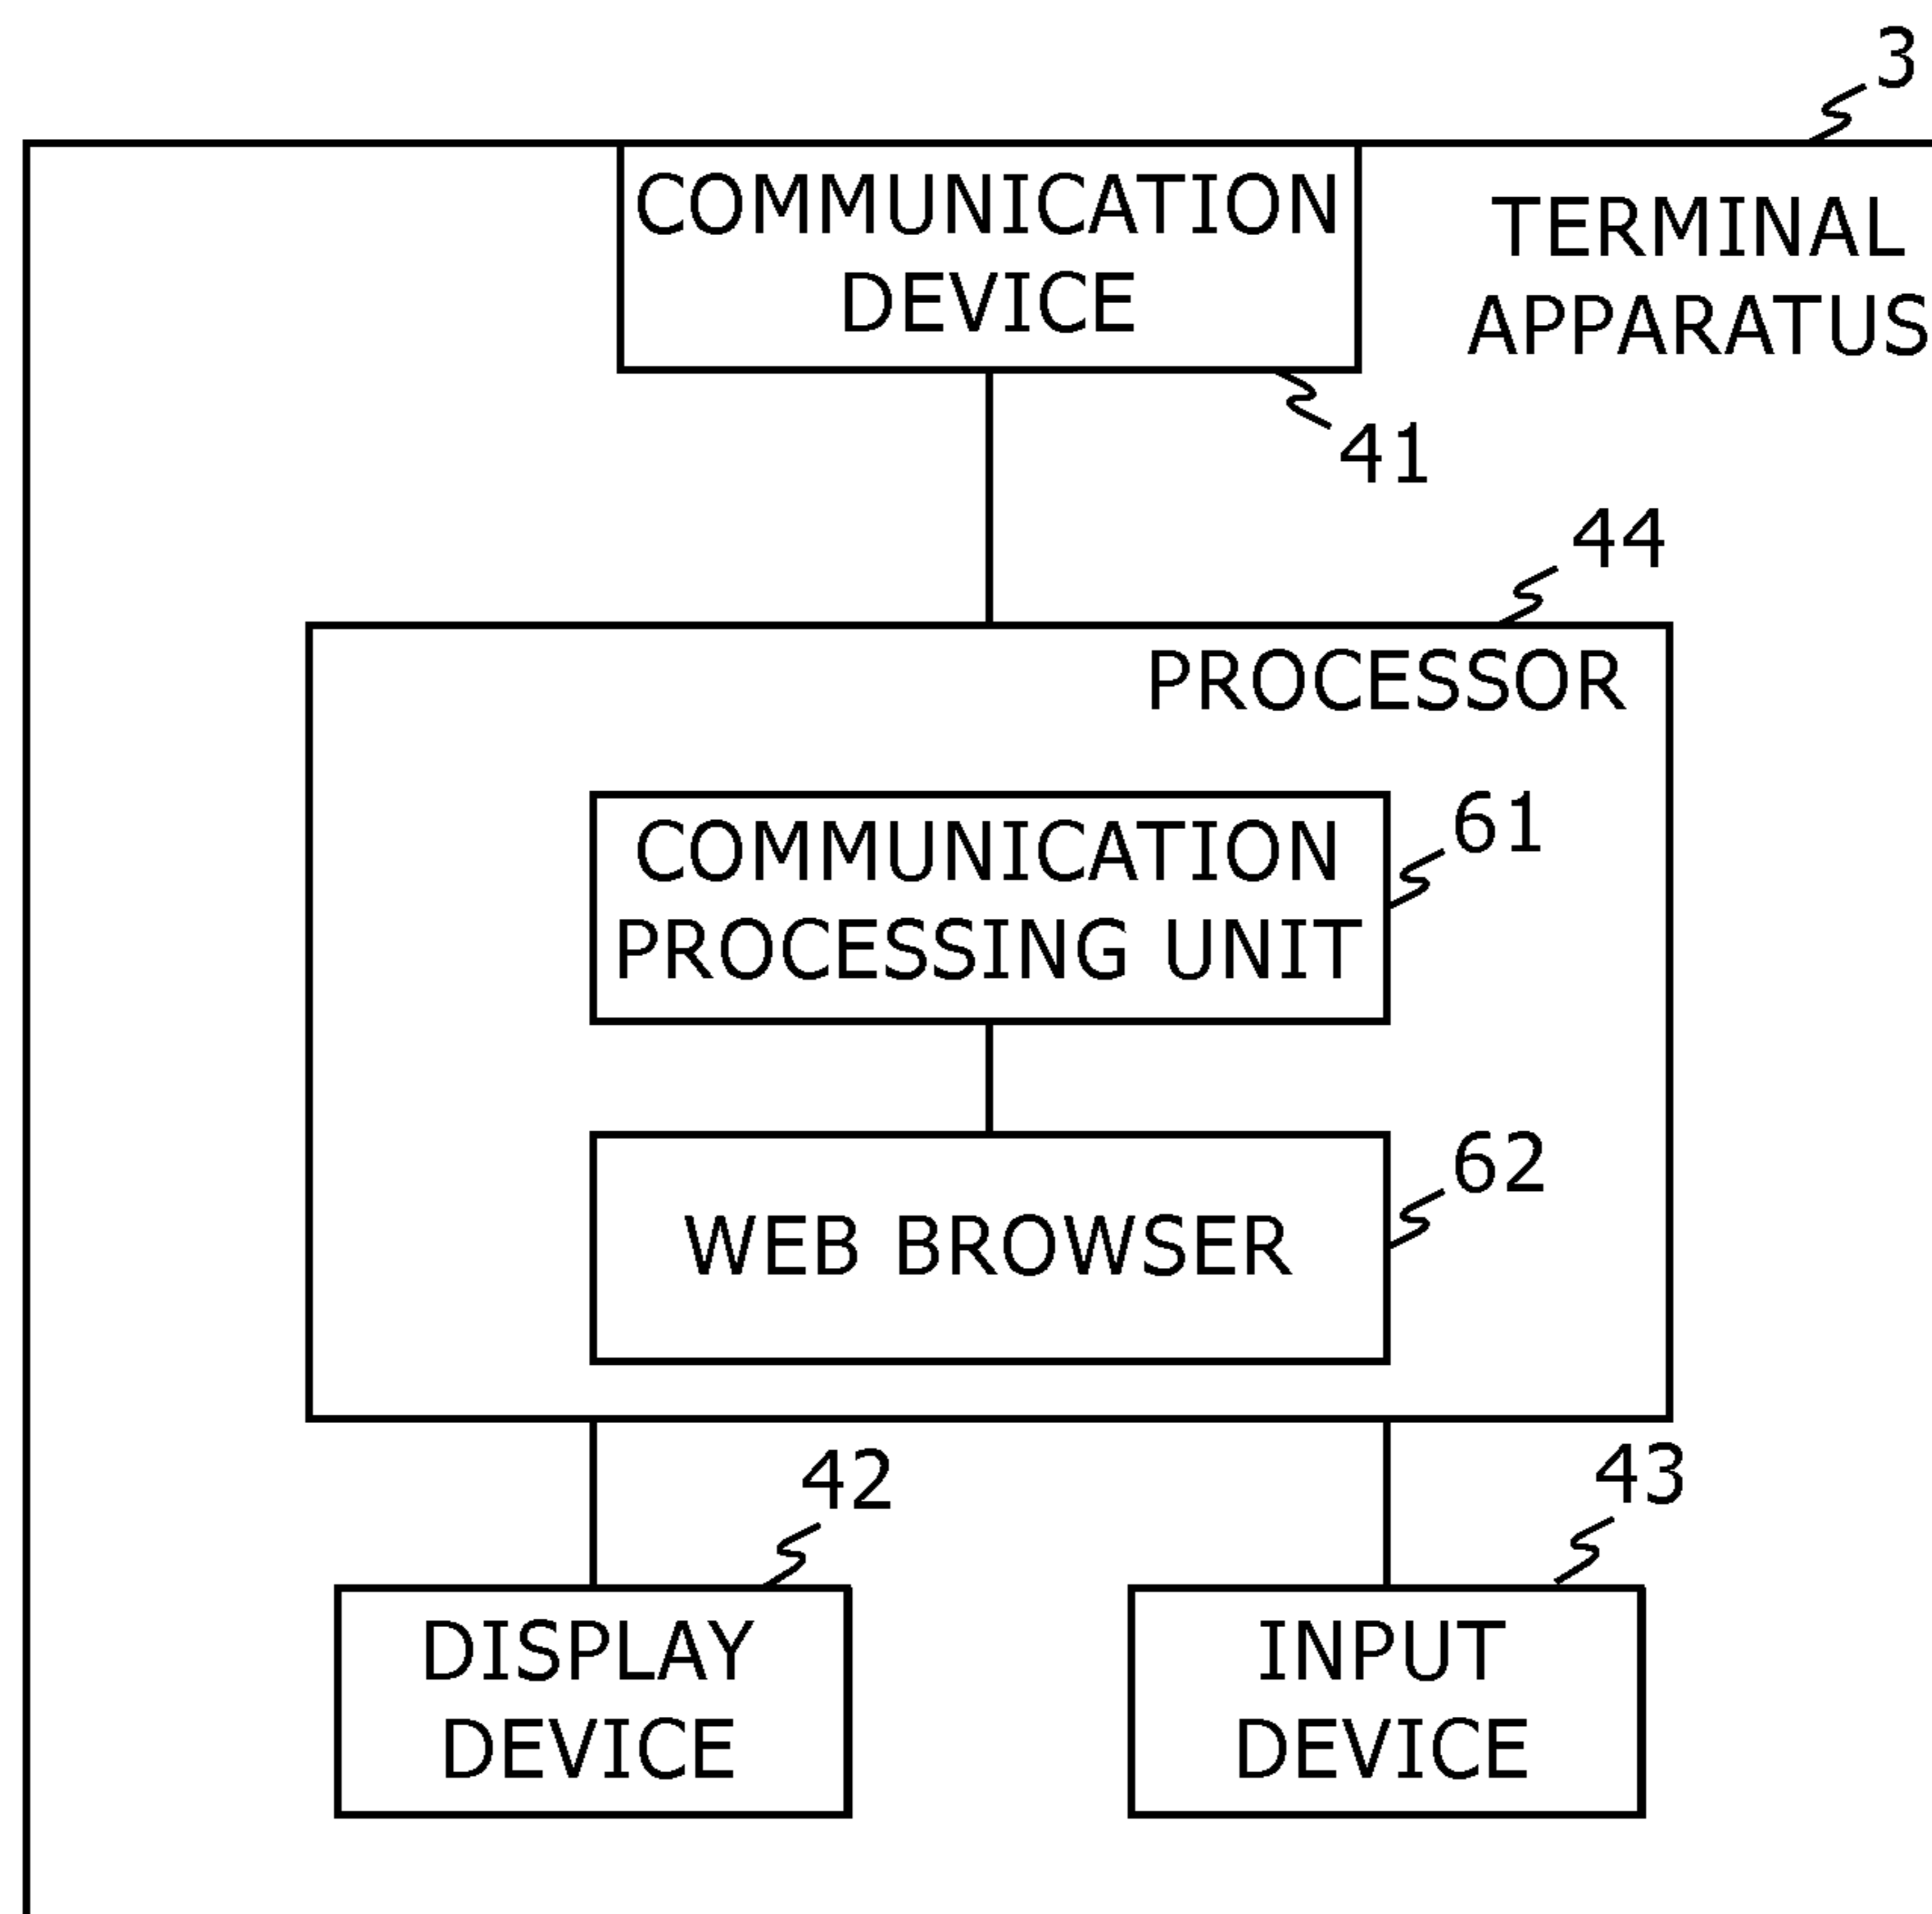 3
COMMUNICATION
DEVICE
TERMINAL
APPARATUS
41
44
PROCESSOR
COMMUNICATION
PROCESSING UNIT
61
WEB BROWSER
62
42
43
DISPLAY
DEVICE
INPUT
DEVICE